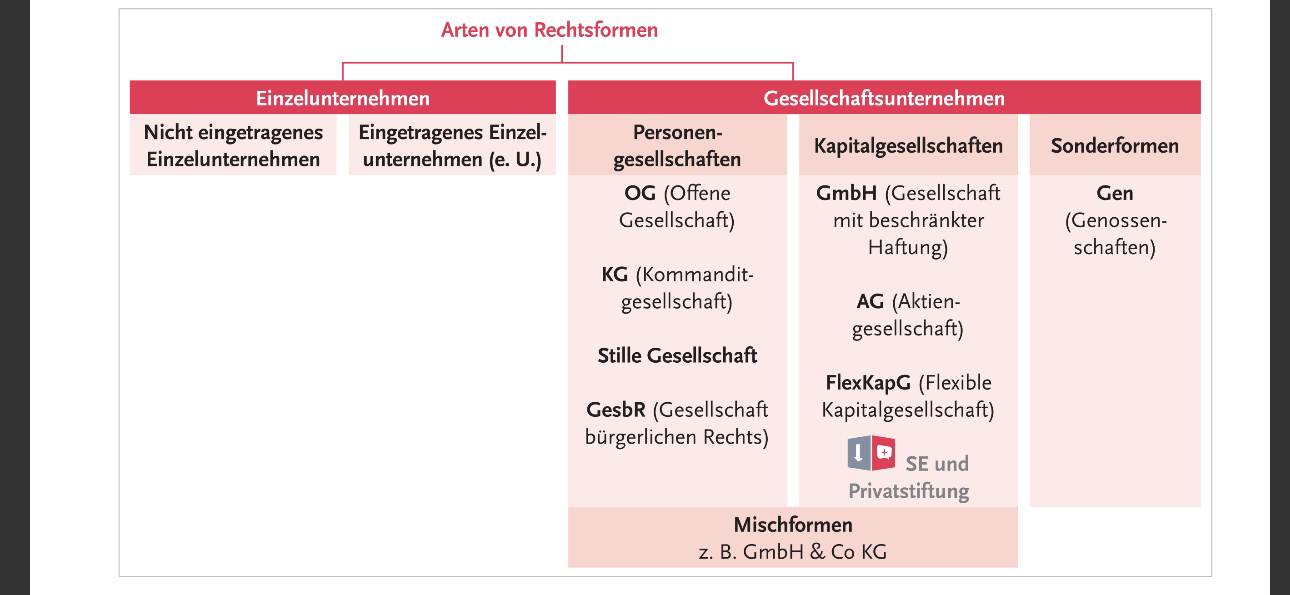 Arten von Rechtsformen
Einzelunternehmen
Nicht eingetragenes
Einzelunternehmen
Eingetragenes Einzel-
unternehmen (e. U.)
Gesellschaftsunternehmen
Personen-
gesellschaften
OG (Offene
Gesellschaft)
KG (Kommandit-
gesellschaft)
Stille Gesellschaft
GesbR (Gesellschaft
bürgerlichen Rechts)
Kapitalgesellschaften
GmbH (Gesellschaft
mit beschränkter
Haftung)
AG (Aktien-
gesellschaft)
FlexKapG (Flexible
Kapitalgesellschaft)
SE und
Privatstiftung
Sonderformen
Gen
(Genossen-
schaften)
Mischformen
z. B. GmbH & Co KG